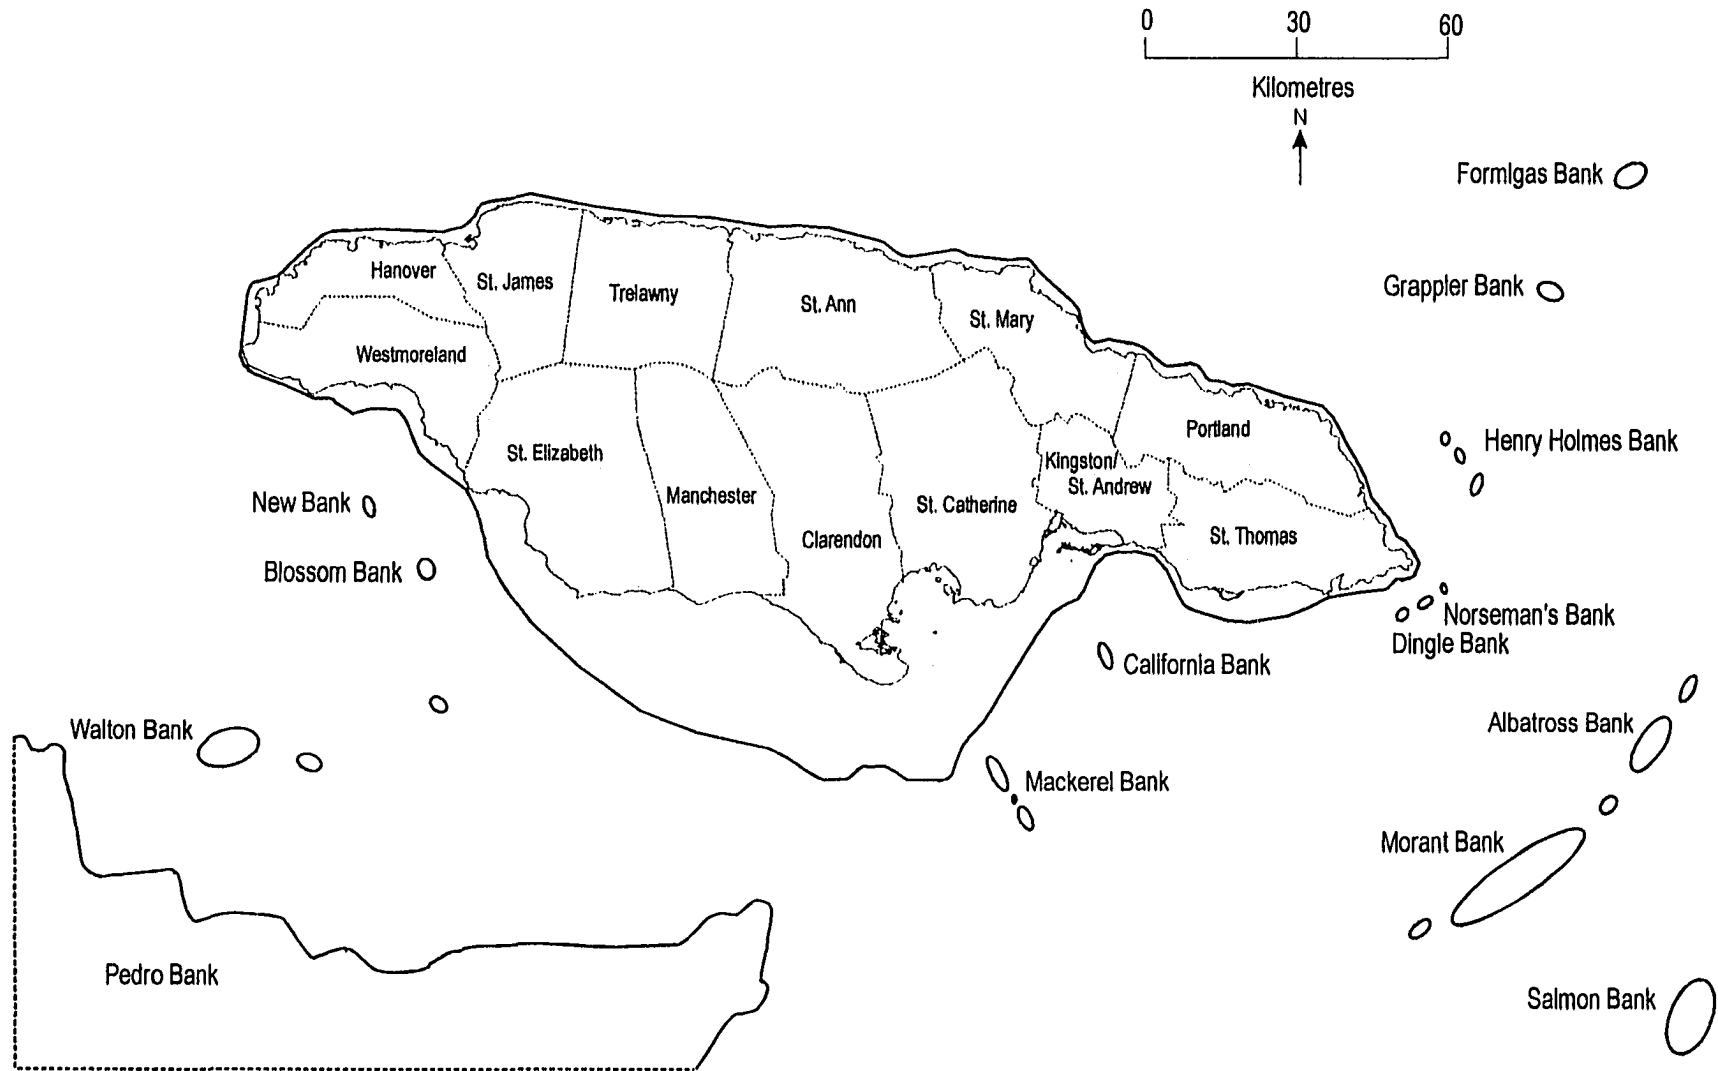 0 30 60
Kilometres
N
Formlgas Bank
Hanover
St. James
Trelawny
St. Ann
Grappler Bank
St. Mary
Westmoreland
Portland
Henry Holmes Bank
St. Elizabeth
Kingston/
St. Andrew
Manchester
New Bank
St. Catherine
Clarendon
St. Thomas
Blossom Bank
Norseman's Bank
Dingle Bank
California Bank
Walton Bank
Albatross Bank
Mackerel Bank
Morant Bank
Pedro Bank
Salmon Bank